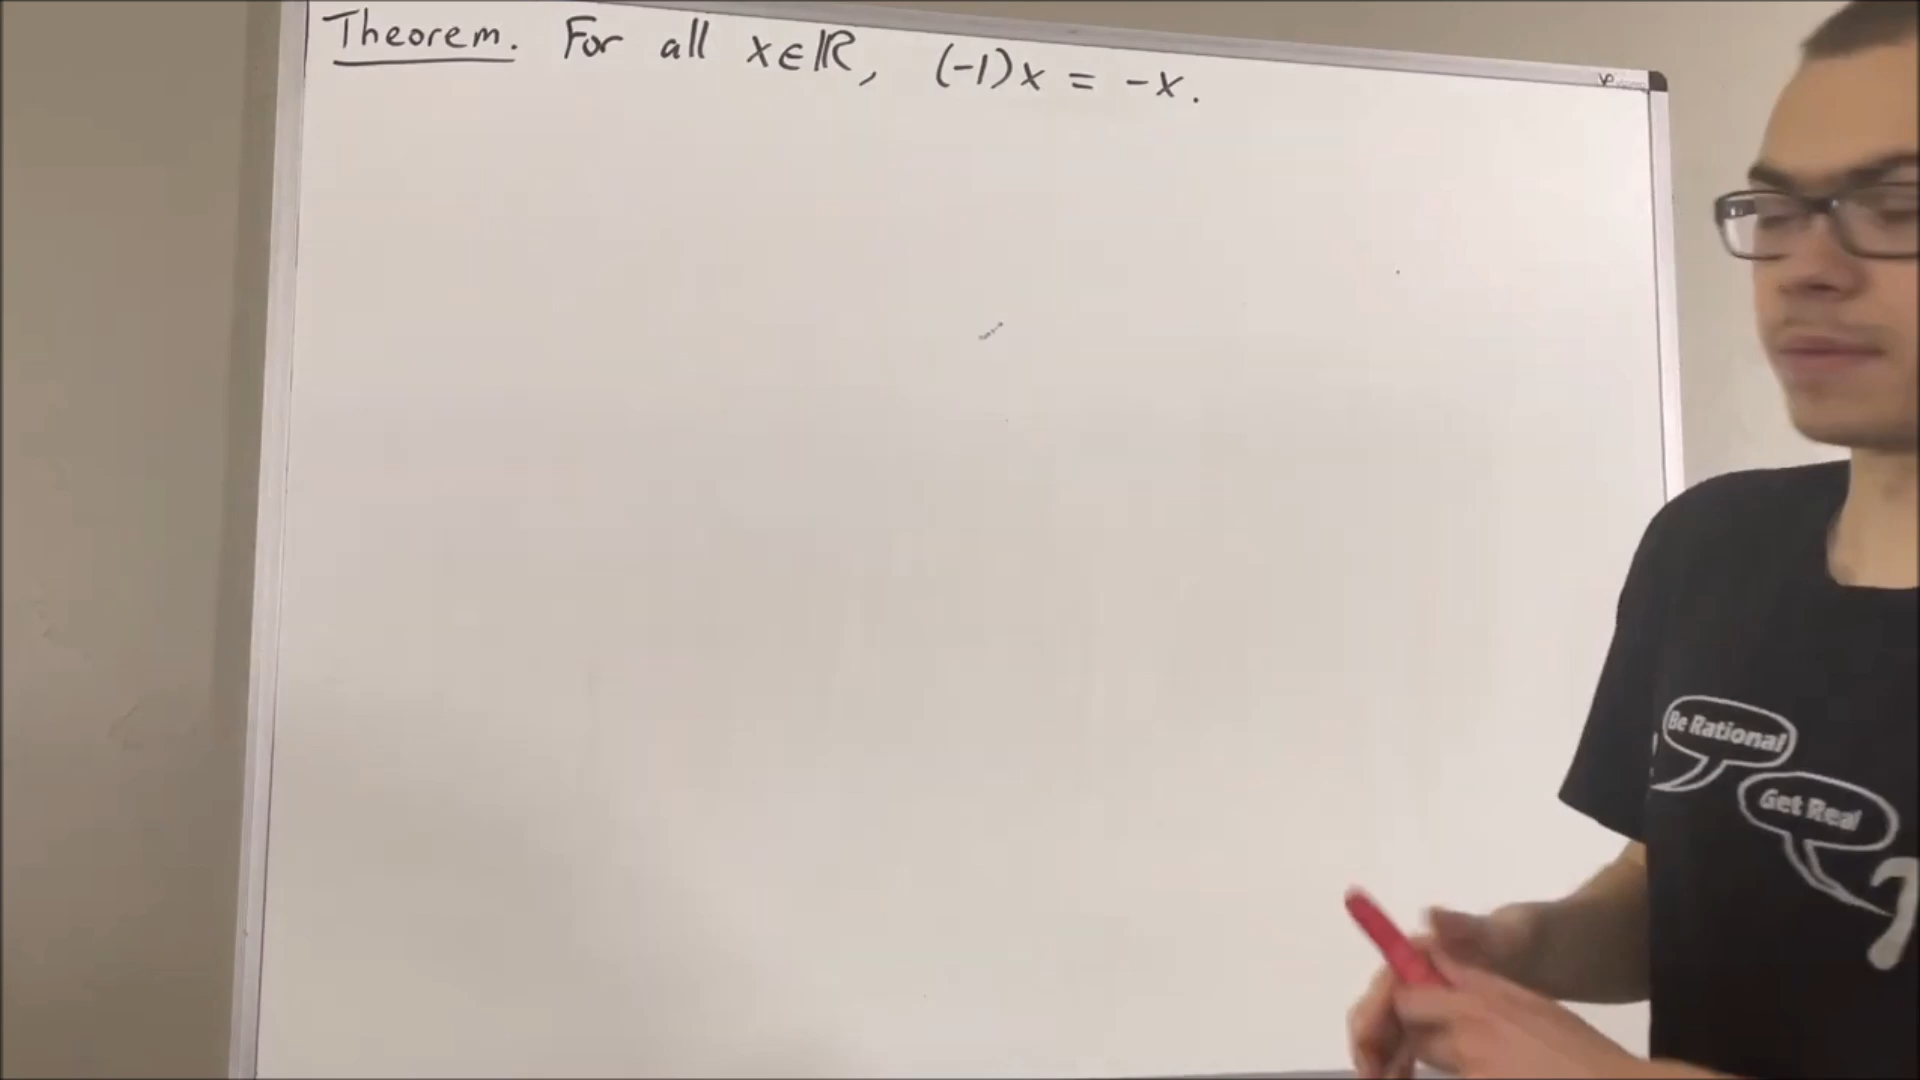 Theorem. For all x∈ℝ, (-1)x = -x.
Be Rational
Get Real